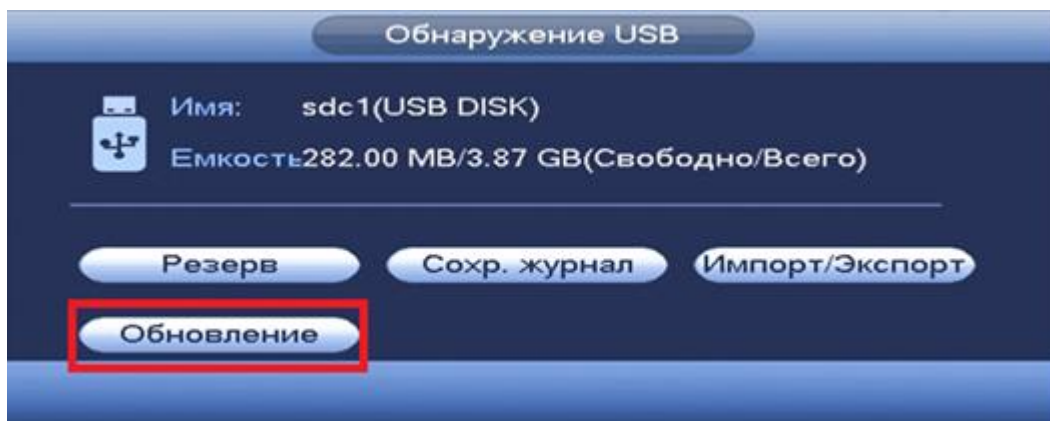 Обнаружение USB
Имя: sdc1(USB DISK)
Емкость282.00 MB/3.87 GB(Свободно/Всего)
Резерв Сохр. журнал Импорт/Экспорт
Обновление